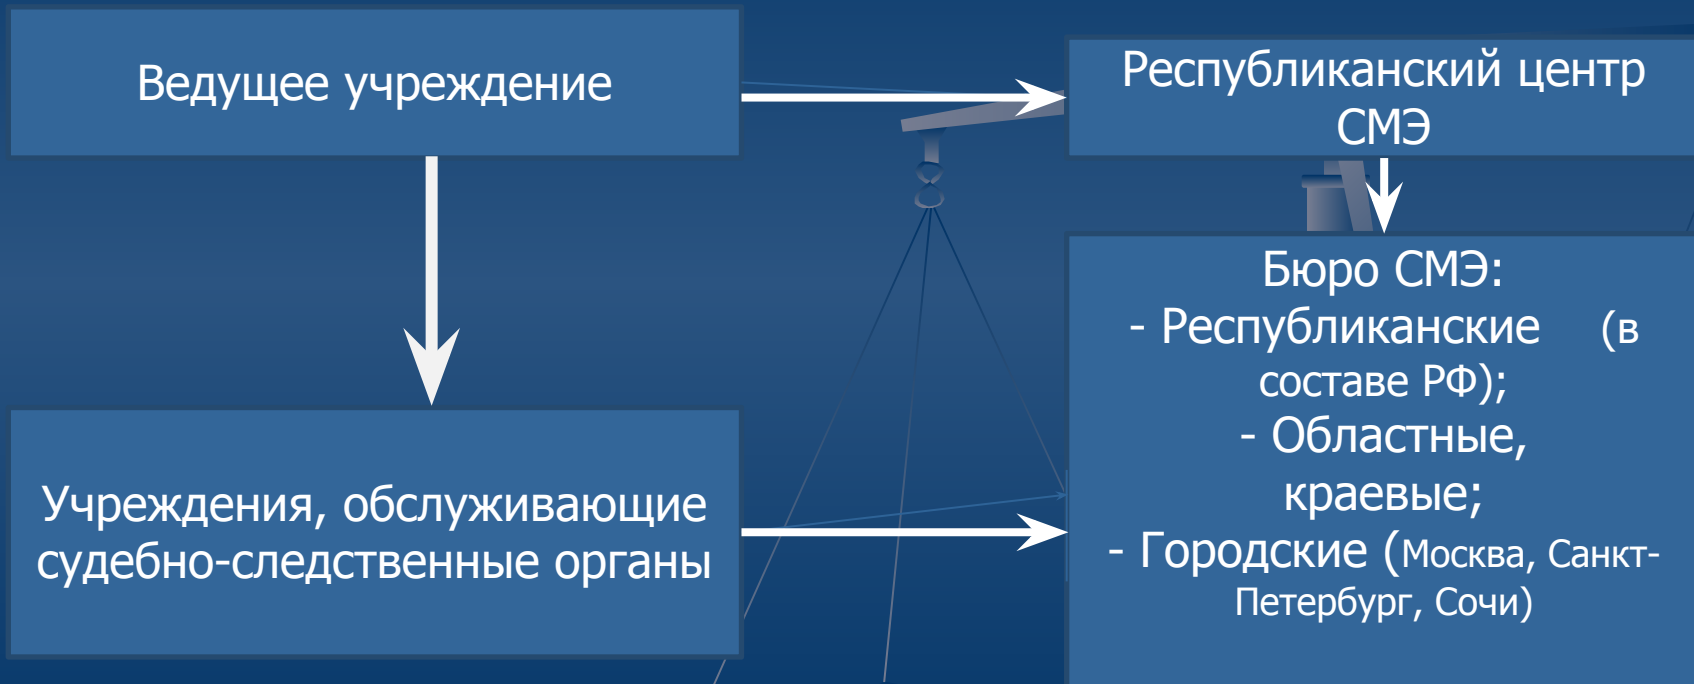 Ведущее учреждение
Республиканский центр
СМЭ
Учреждения, обслуживающие
судебно-следственные органы
Бюро СМЭ:
- Республиканские (в
составе РФ);
- Областные,
краевые;
- Городские (Москва, Санкт-
Петербург, Сочи)